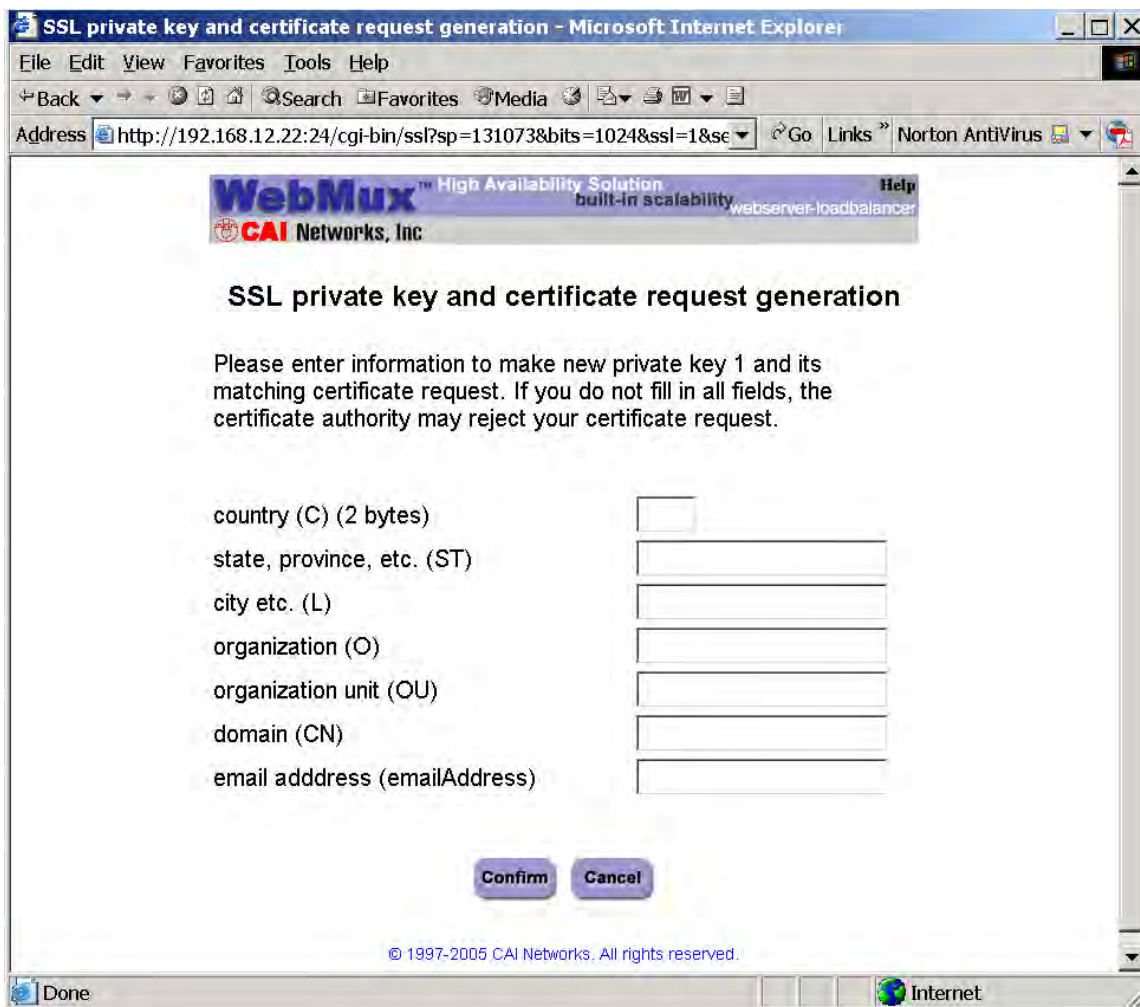 SSL private key and certificate request generation - Microsoft Internet Explorer
File Edit View Favorites Tools Help
Back Search Favorites Media
Address http://192.168.12.22:24/cgi-bin/ssl?sp=131073&bits=1024&ssl=1&se Go Links » Norton AntiVirus
WebMux™ High Availability Solution Help
built-in scalability webserver-loadbalancer
CAI Networks, Inc
SSL private key and certificate request generation
Please enter information to make new private key 1 and its
matching certificate request. If you do not fill in all fields, the
certificate authority may reject your certificate request.
country (C) (2 bytes)
state, province, etc. (ST)
city etc. (L)
organization (O)
organization unit (OU)
domain (CN)
email adddress (emailAddress)
Confirm Cancel
© 1997-2005 CAI Networks. All rights reserved.
Done Internet